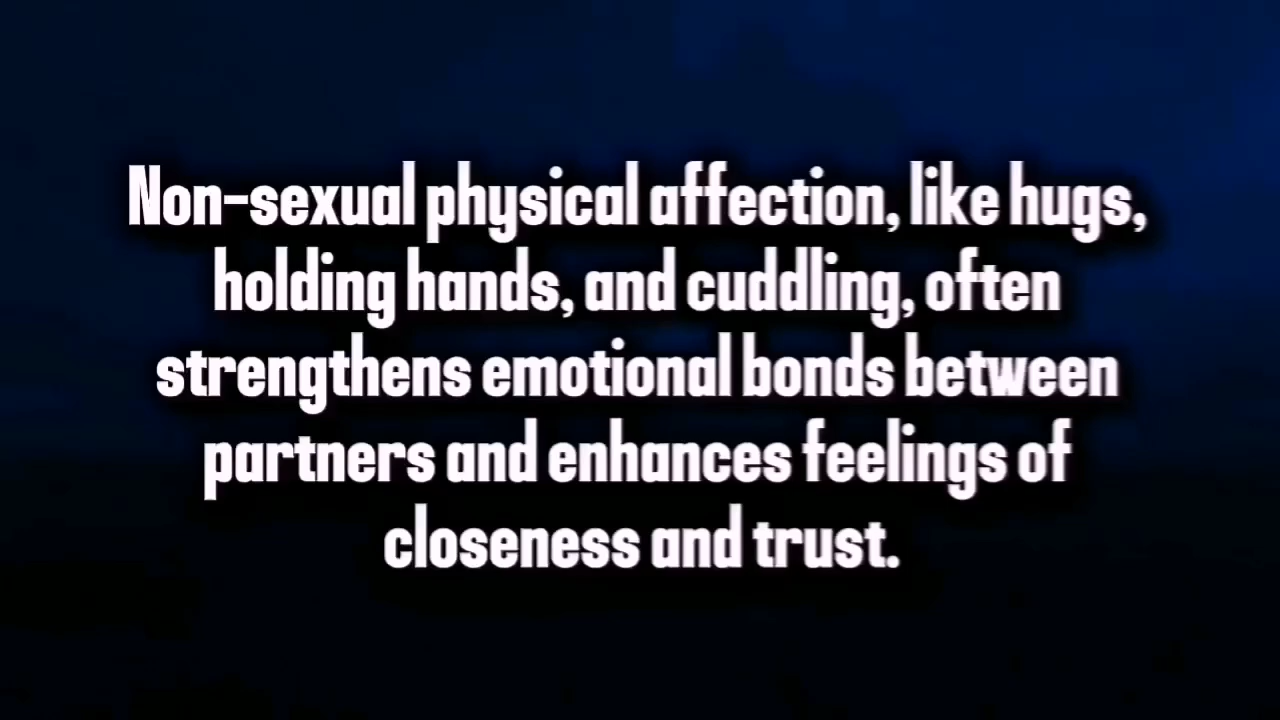 Non-sexual physical affection, like hugs,
holding hands, and cuddling, often
strengthens emotional bonds between
partners and enhances feelings of
closeness and trust.